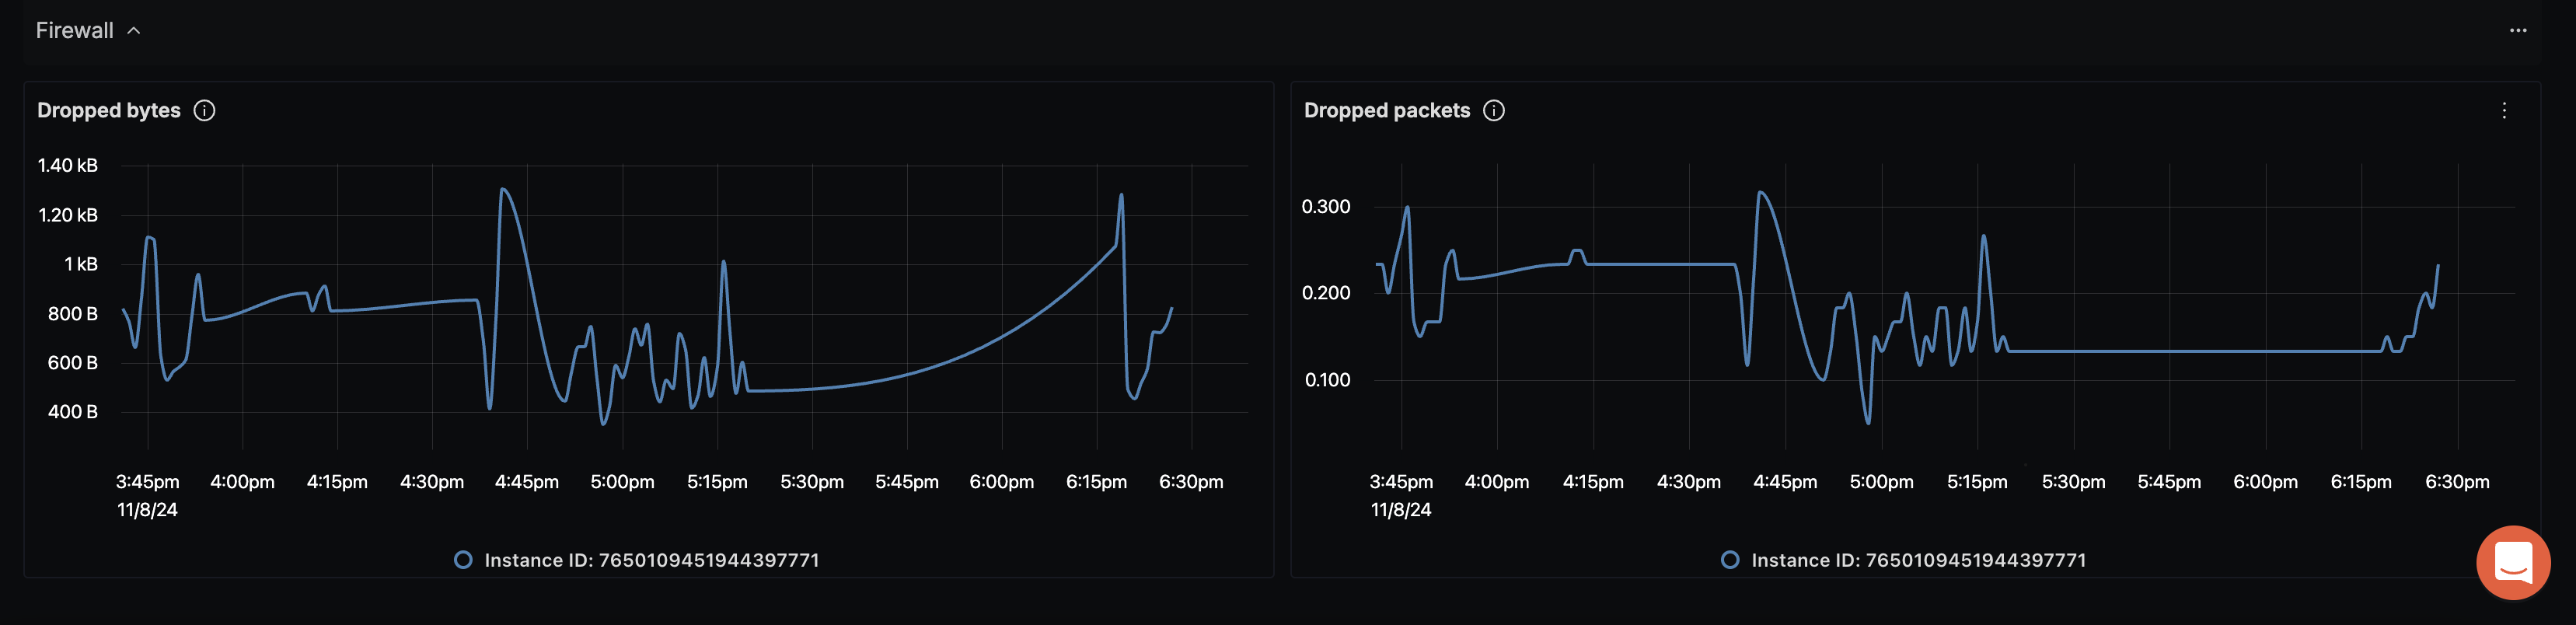 Firewall
Dropped bytes
1.40 kB
1.20 kB
1 kB
800 B
600 B
400 B
3:45pm 4:00pm 4:15pm 4:30pm 4:45pm 5:00pm 5:15pm 5:30pm 5:45pm 6:00pm 6:15pm 6:30pm
11/8/24
Instance ID: 7650109451944397771
Dropped packets
0.300
0.200
0.100
3:45pm 4:00pm 4:15pm 4:30pm 4:45pm 5:00pm 5:15pm 5:30pm 5:45pm 6:00pm 6:15pm 6:30pm
11/8/24
Instance ID: 7650109451944397771